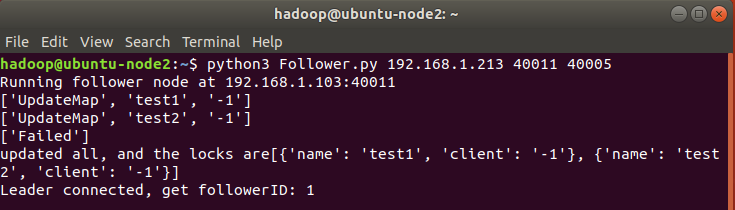 hadoop@ubuntu-node2: ~
File Edit View Search Terminal Help
hadoop@ubuntu-node2:~$ python3 Follower.py 192.168.1.213 40011 40005
Running follower node at 192.168.1.103:40011
['UpdateMap', 'test1', '-1']
['UpdateMap', 'test2', '-1']
['Failed']
updated all, and the locks are[{'name': 'test1', 'client': '-1'}, {'name': 'test
2', 'client': '-1'}]
Leader connected, get followerID: 1